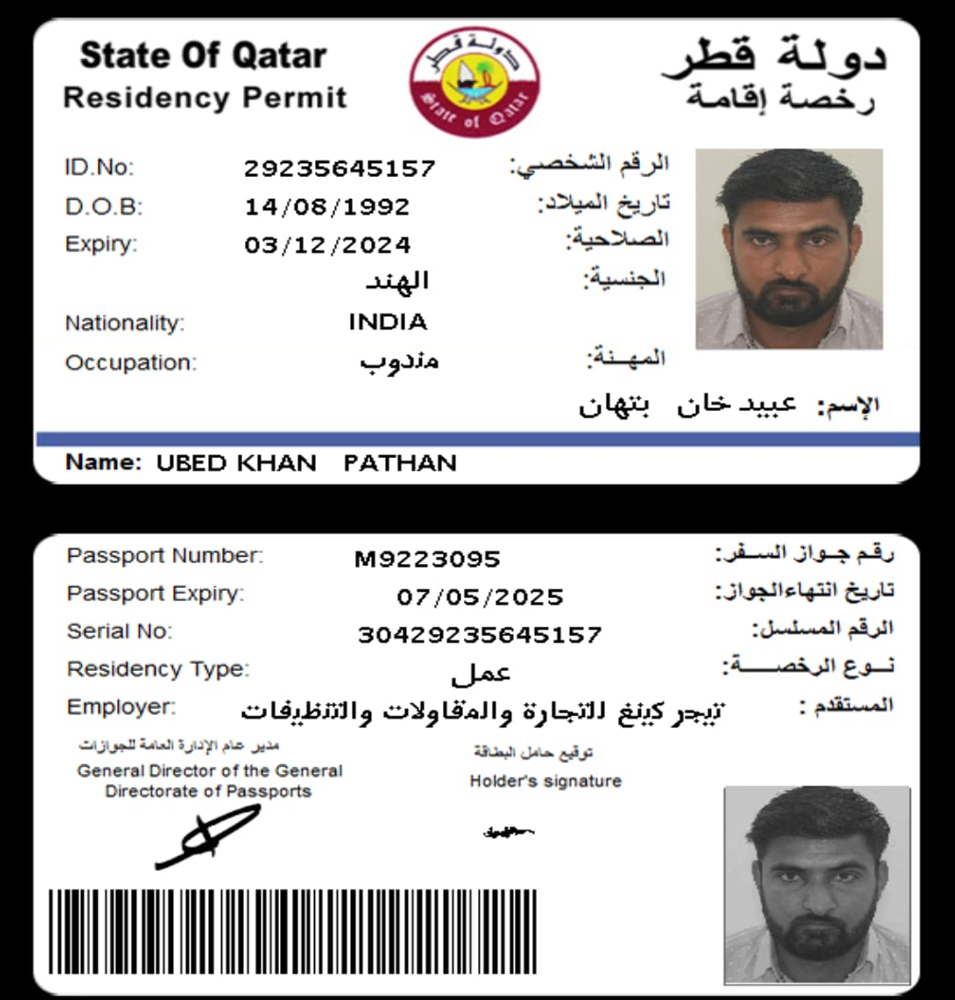 State Of Qatar دولة قطر
Residency Permit رخصة إقامة
دولة قطر
State of Qatar
ID.No: 29235645157 الرقم الشخصي:
D.O.B: 14/08/1992 تاريخ الميلاد:
Expiry: 03/12/2024 الصلاحية:
الهند الجنسية:
Nationality: INDIA
Occupation: مندوب المهنة:
الإسم: عبيد خان بتهان
Name: UBED KHAN PATHAN
Passport Number: M9223095 رقم جواز السفر:
Passport Expiry: 07/05/2025 تاريخ انتهاءالجواز:
Serial No: 30429235645157 الرقم المسلسل:
Residency Type: عمل نوع الرخصة:
Employer: تيجر كينغ للتجارة والمقاولات والتنظيفات المستقدم :
مدير عام الإدارة العامة للجوازات توقيع حامل البطاقة
General Director of the General Holder's signature
Directorate of Passports